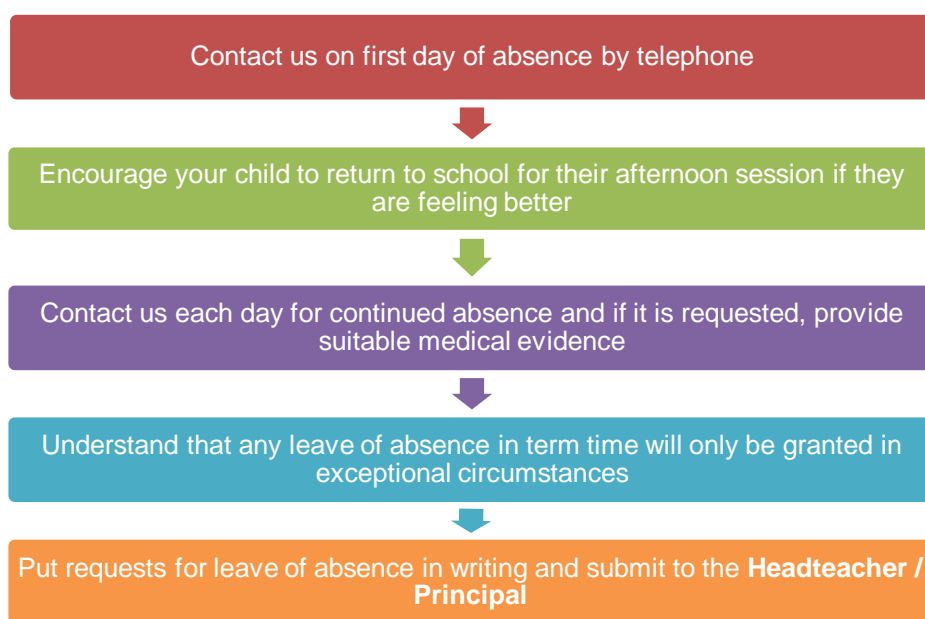 Contact us on first day of absence by telephone
Encourage your child to return to school for their afternoon session if they
are feeling better
Contact us each day for continued absence and if it is requested, provide
suitable medical evidence
Understand that any leave of absence in term time will only be granted in
exceptional circumstances
Put requests for leave of absence in writing and submit to the Headteacher /
Principal